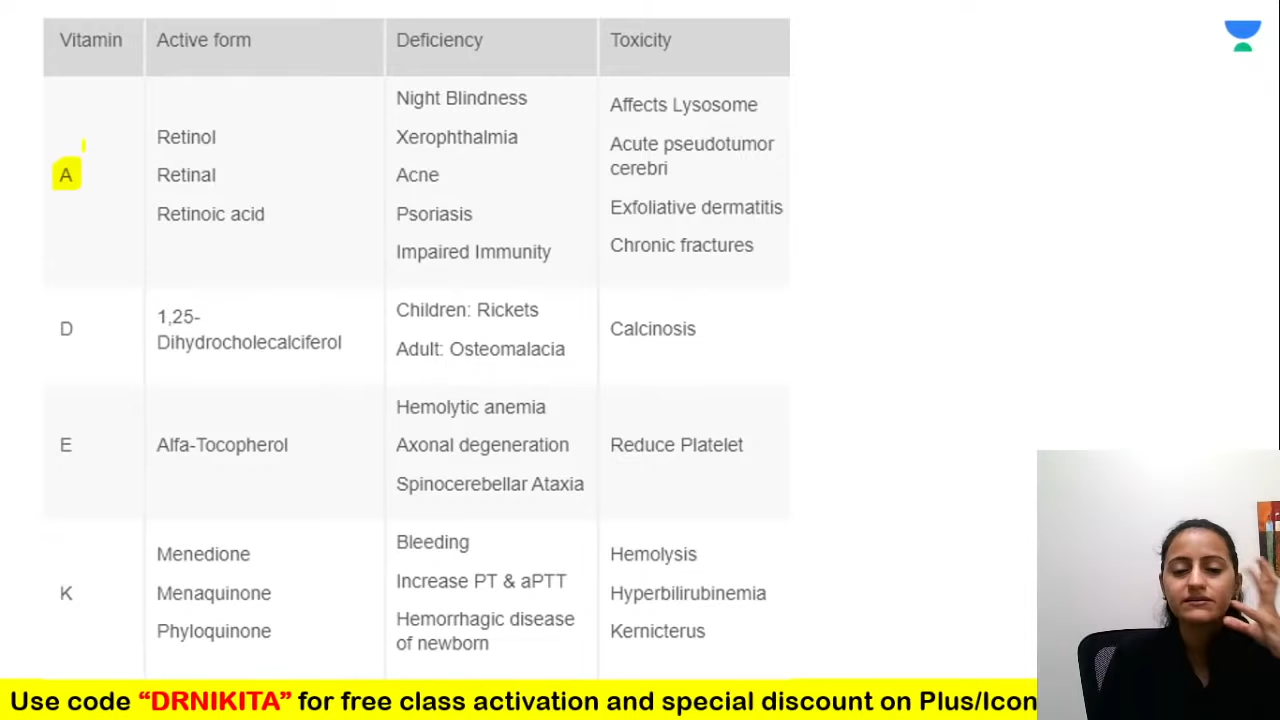 Vitamin Active form Deficiency Toxicity
A
Retinol
Retinal
Retinoic acid
Night Blindness
Xerophthalmia
Acne
Psoriasis
Impaired Immunity
Affects Lysosome
Acute pseudotumor
cerebri
Exfoliative dermatitis
Chronic fractures
D
1,25-
Dihydrocholecalciferol
Children: Rickets
Adult: Osteomalacia
Calcinosis
E
Alfa-Tocopherol
Hemolytic anemia
Axonal degeneration
Spinocerebellar Ataxia
Reduce Platelet
K
Menedione
Menaquinone
Phyloquinone
Bleeding
Increase PT & aPTT
Hemorrhagic disease
of newborn
Hemolysis
Hyperbilirubinemia
Kernicterus
Use code “DRNIKITA” for free class activation and special discount on Plus/Icon